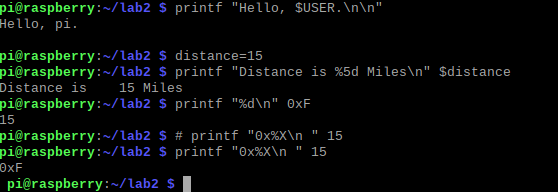 pi@raspberry:~/lab2 $ printf "Hello, $USER.\n\n"
Hello, pi.
pi@raspberry:~/lab2 $ distance=15
pi@raspberry:~/lab2 $ printf "Distance is %5d Miles\n" $distance
Distance is    15 Miles
pi@raspberry:~/lab2 $ printf "%d\n" 0xF
15
pi@raspberry:~/lab2 $ # printf "0x%X\n " 15
pi@raspberry:~/lab2 $ printf "0x%X\n " 15
0xF
 pi@raspberry:~/lab2 $